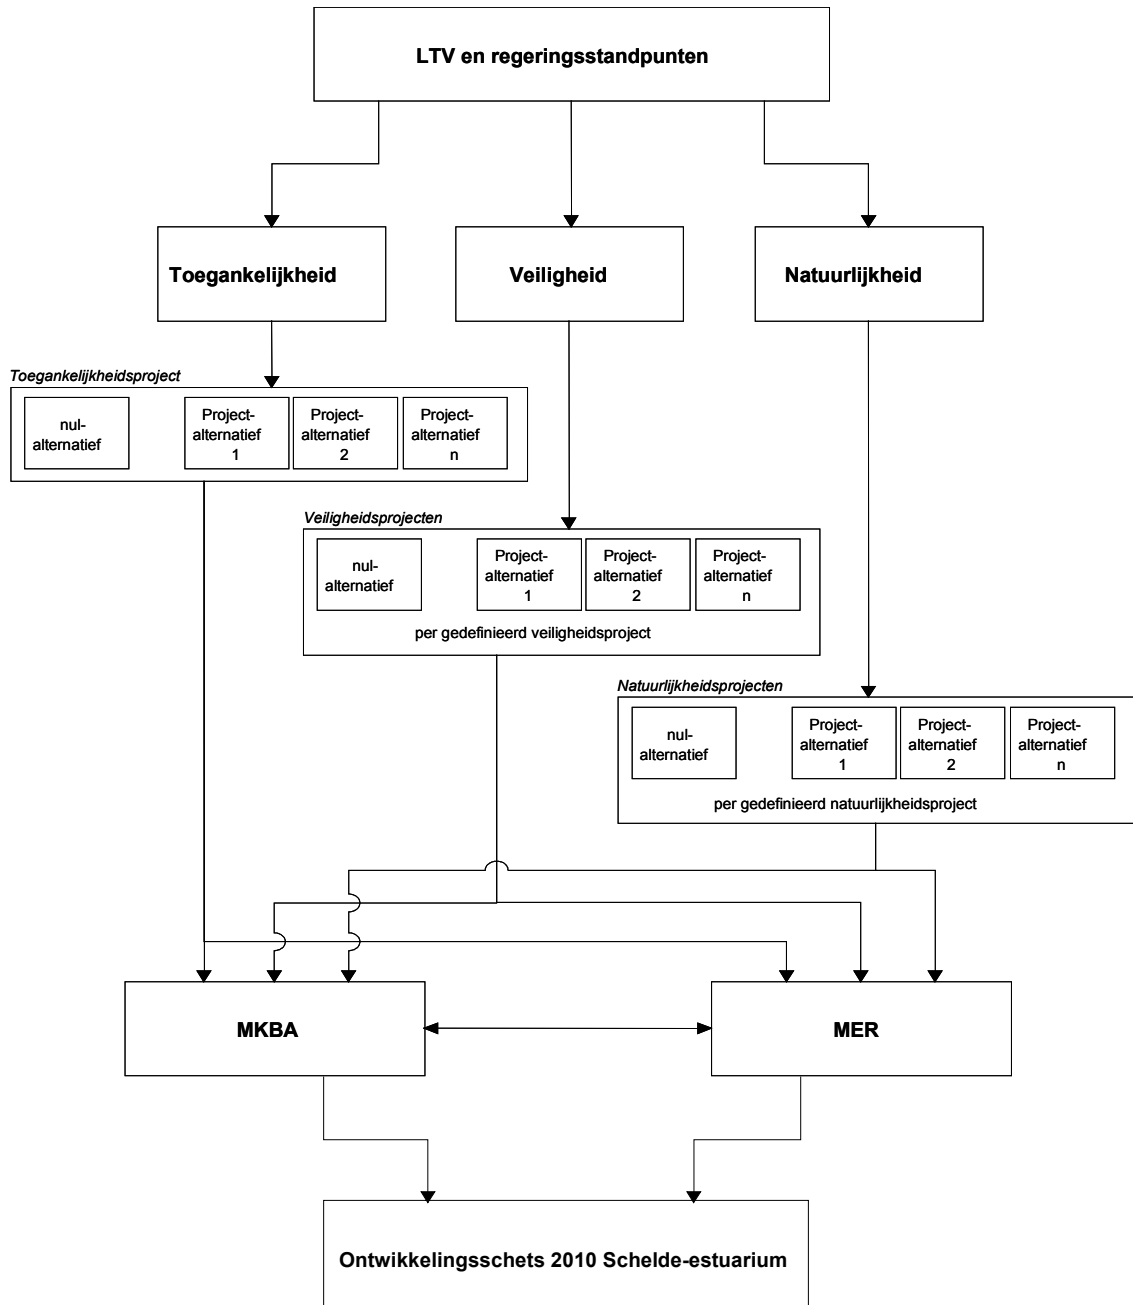 LTV en regeringsstandpunten
Toegankelijkheid
Veiligheid
Natuurlijkheid
Toegankelijkheidsproject
nul-
alternatief
Project-
alternatief
1
Project-
alternatief
2
Project-
alternatief
n
Veiligheidsprojecten
nul-
alternatief
Project-
alternatief
1
Project-
alternatief
2
Project-
alternatief
n
per gedefinieerd veiligheidsproject
Natuurlijkheidsprojecten
nul-
alternatief
Project-
alternatief
1
Project-
alternatief
2
Project-
alternatief
n
per gedefinieerd natuurlijkheidsproject
MKBA
MER
Ontwikkelingsschets 2010 Schelde-estuarium